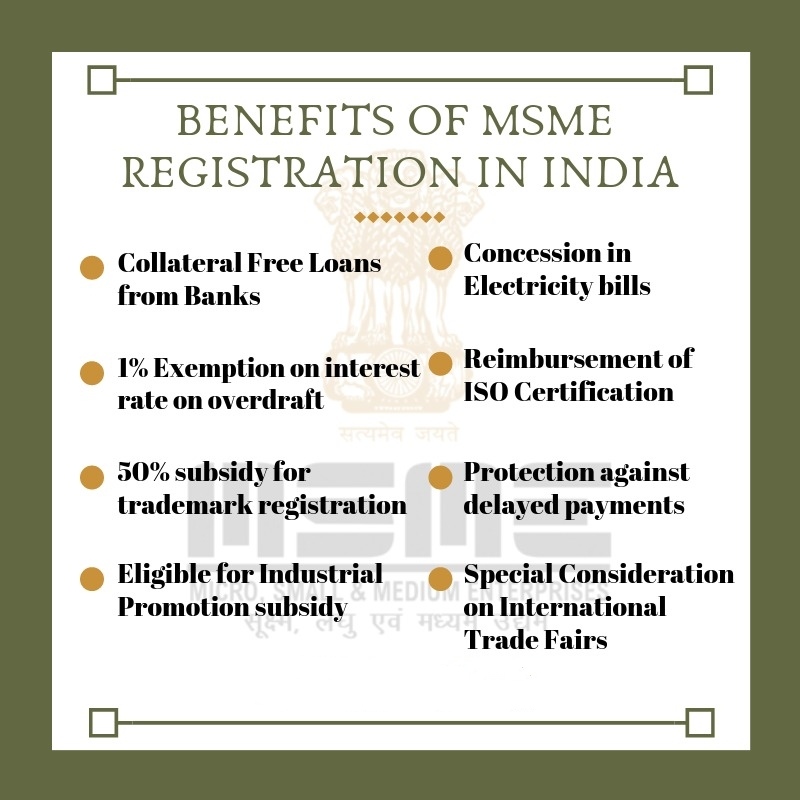 BENEFITS OF MSME
REGISTRATION IN INDIA
Collateral Free Loans
from Banks
1% Exemption on interest
rate on overdraft
50% subsidy for
trademark registration
Eligible for Industrial
Promotion subsidy
Concession in
Electricity bills
Reimbursement of
ISO Certification
Protection against
delayed payments
Special Consideration
on International
Trade Fairs
सत्यमेव जयते
MSME
MICRO, SMALL & MEDIUM ENTERPRISES
सूक्ष्म, लघु एवं मध्यम उद्यम